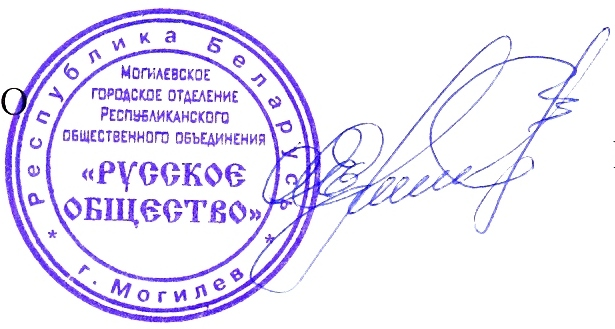 О
Республика Беларусь
Могилевское
городское отделение
Республиканского
общественного объединения
«РУССКОЕ
ОБЩЕСТВО»
* г. Могилев *